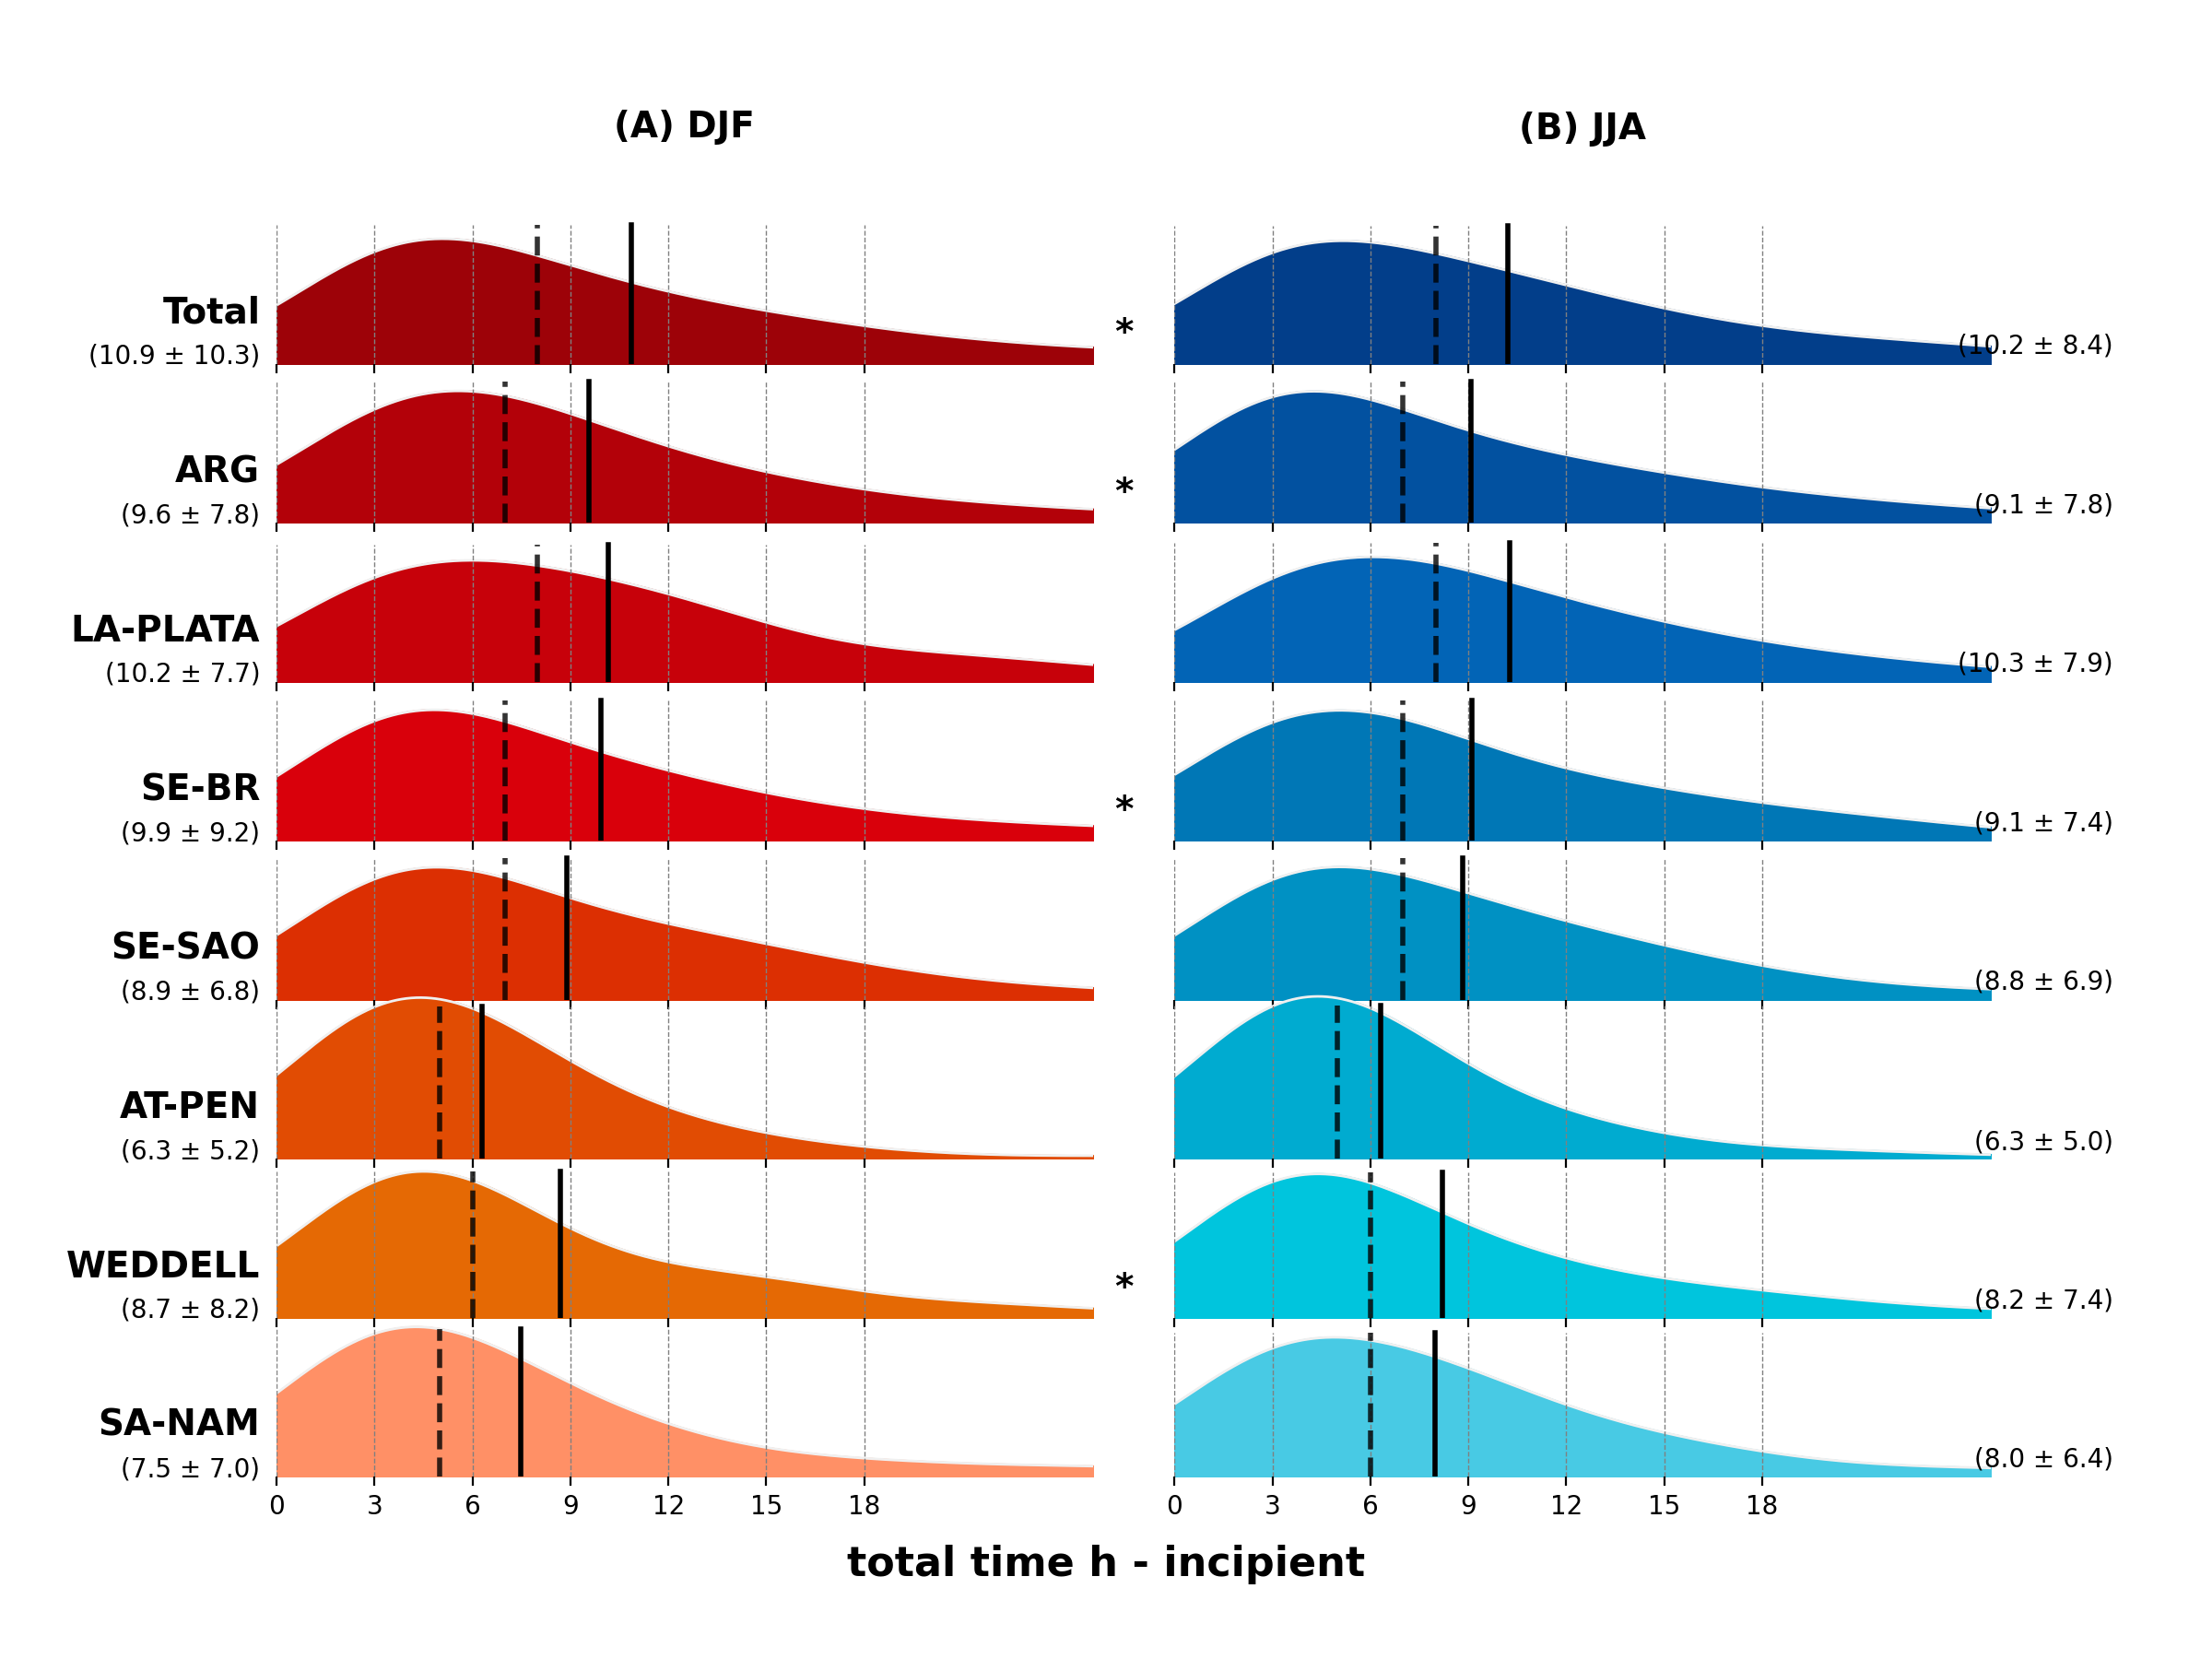 (A) DJF
(B) JJA
Total
(10.9 ± 10.3)
*
(10.2 ± 8.4)
ARG
(9.6 ± 7.8)
*
(9.1 ± 7.8)
LA-PLATA
(10.2 ± 7.7)
(10.3 ± 7.9)
SE-BR
(9.9 ± 9.2)
*
(9.1 ± 7.4)
SE-SAO
(8.9 ± 6.8)
(8.8 ± 6.9)
AT-PEN
(6.3 ± 5.2)
(6.3 ± 5.0)
WEDDELL
(8.7 ± 8.2)
*
(8.2 ± 7.4)
SA-NAM
(7.5 ± 7.0)
(8.0 ± 6.4)
0 3 6 9 12 15 18
0 3 6 9 12 15 18
total time h - incipient